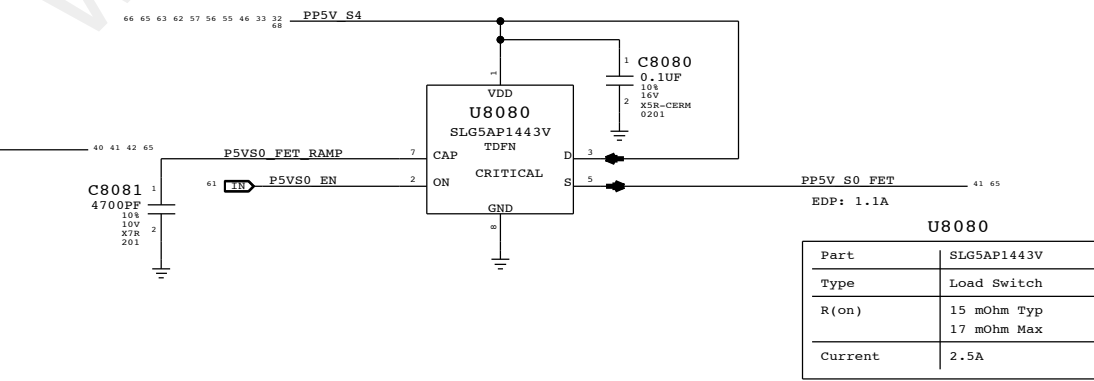 66 65 63 62 57 56 55 46 33 32 PP5V_S4
68
1 C8080
0.1UF
10%
16V
2 X5R-CERM
0201
1
VDD
U8080
SLG5AP1443V
TDFN
CRITICAL
40 41 42 65
P5VS0_FET_RAMP 7 CAP D 3
61 IN P5VS0_EN 2 ON S 5 PP5V_S0_FET 41 65
EDP: 1.1A
C8081 1
4700PF
10%
10V
X7R 2
201
GND
8
U8080
Part SLG5AP1443V
Type Load Switch
R(on) 15 mOhm Typ
17 mOhm Max
Current 2.5A